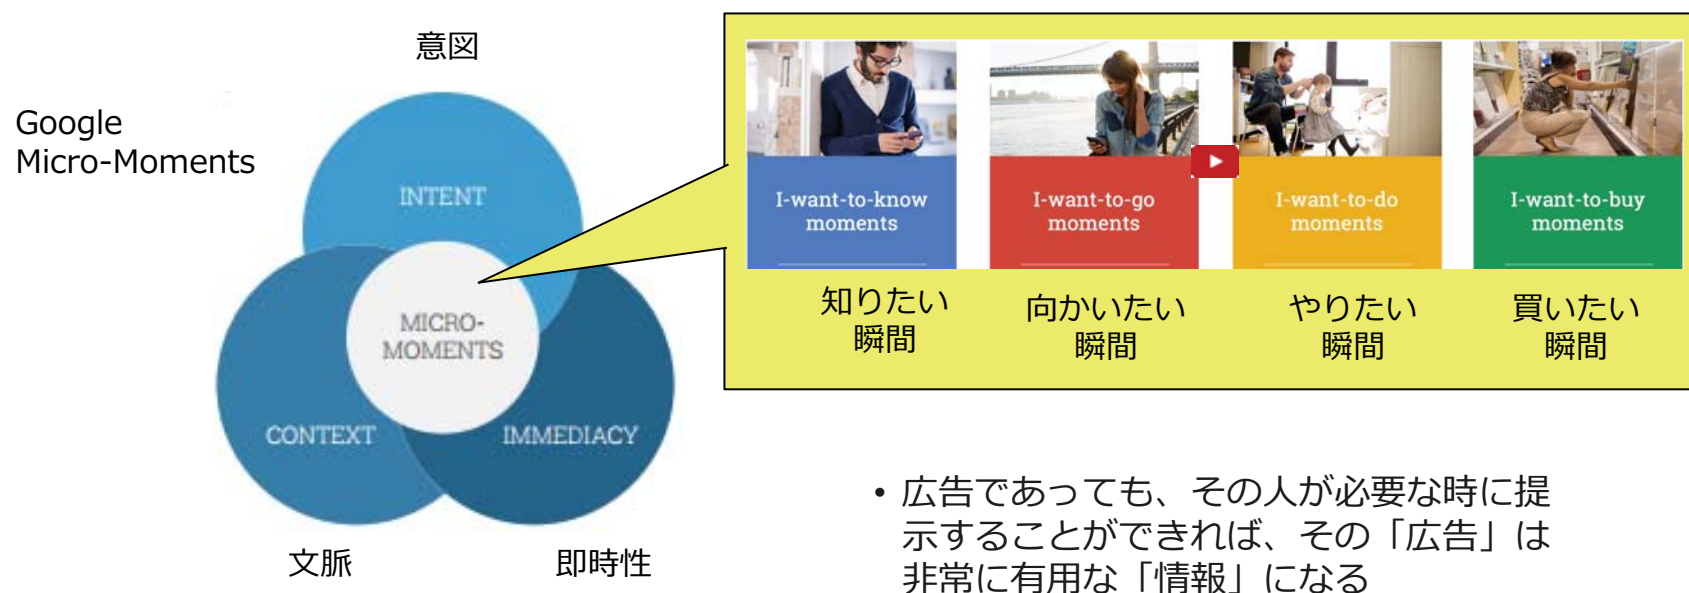 意図
Google
Micro-Moments
INTENT
MICRO-
MOMENTS
CONTEXT
IMMEDIACY
文脈
即時性
I-want-to-know
moments
I-want-to-go
moments
I-want-to-do
moments
I-want-to-buy
moments
知りたい
瞬間
向かいたい
瞬間
やりたい
瞬間
買いたい
瞬間
• 広告であっても、その人が必要な時に提
示することができれば、その「広告」は
非常に有用な「情報」になる